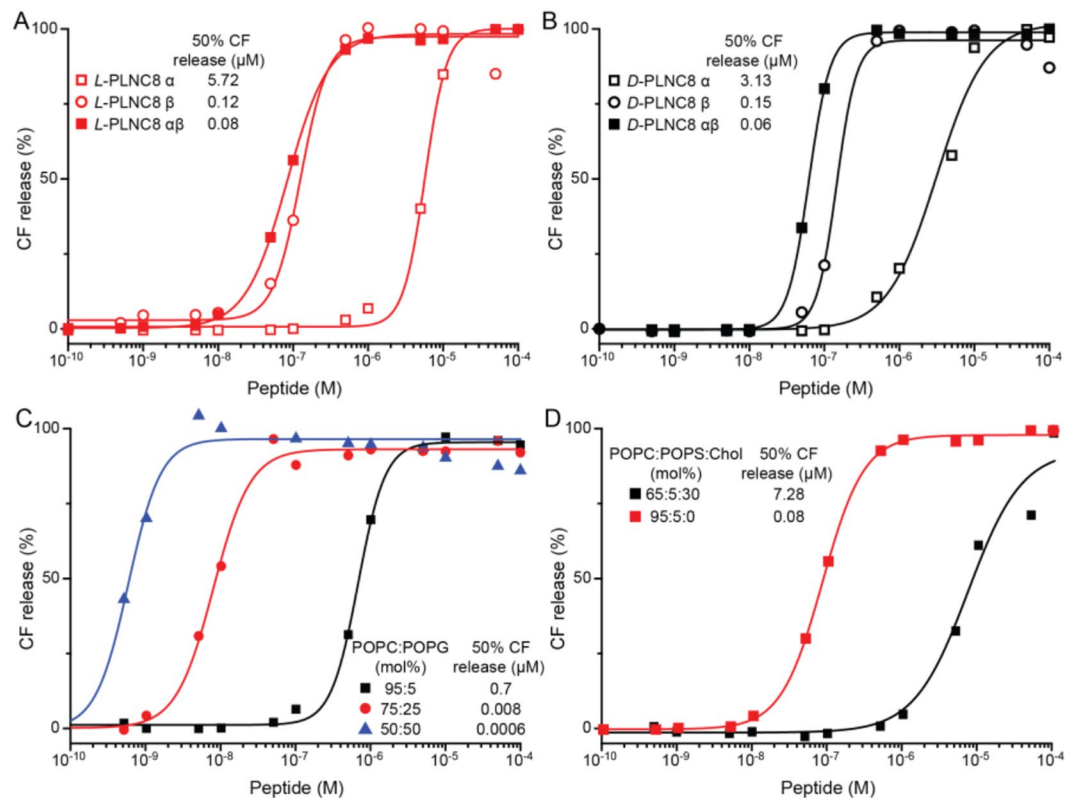 A
100
50
0
CF release (%)
50% CF
release (µM)
L-PLNC8 α 5.72
L-PLNC8 β 0.12
L-PLNC8 αβ 0.08
10-10 10-9 10-8 10-7 10-6 10-5 10-4
Peptide (M)
B
100
50
0
CF release (%)
50% CF
release (µM)
D-PLNC8 α 3.13
D-PLNC8 β 0.15
D-PLNC8 αβ 0.06
10-10 10-9 10-8 10-7 10-6 10-5 10-4
Peptide (M)
C
100
50
0
CF release (%)
POPC:POPG 50% CF
(mol%) release (µM)
95:5 0.7
75:25 0.008
50:50 0.0006
10-10 10-9 10-8 10-7 10-6 10-5 10-4
Peptide (M)
D
100
50
0
CF release (%)
POPC:POPS:Chol 50% CF
(mol%) release (µM)
65:5:30 7.28
95:5:0 0.08
10-10 10-9 10-8 10-7 10-6 10-5 10-4
Peptide (M)